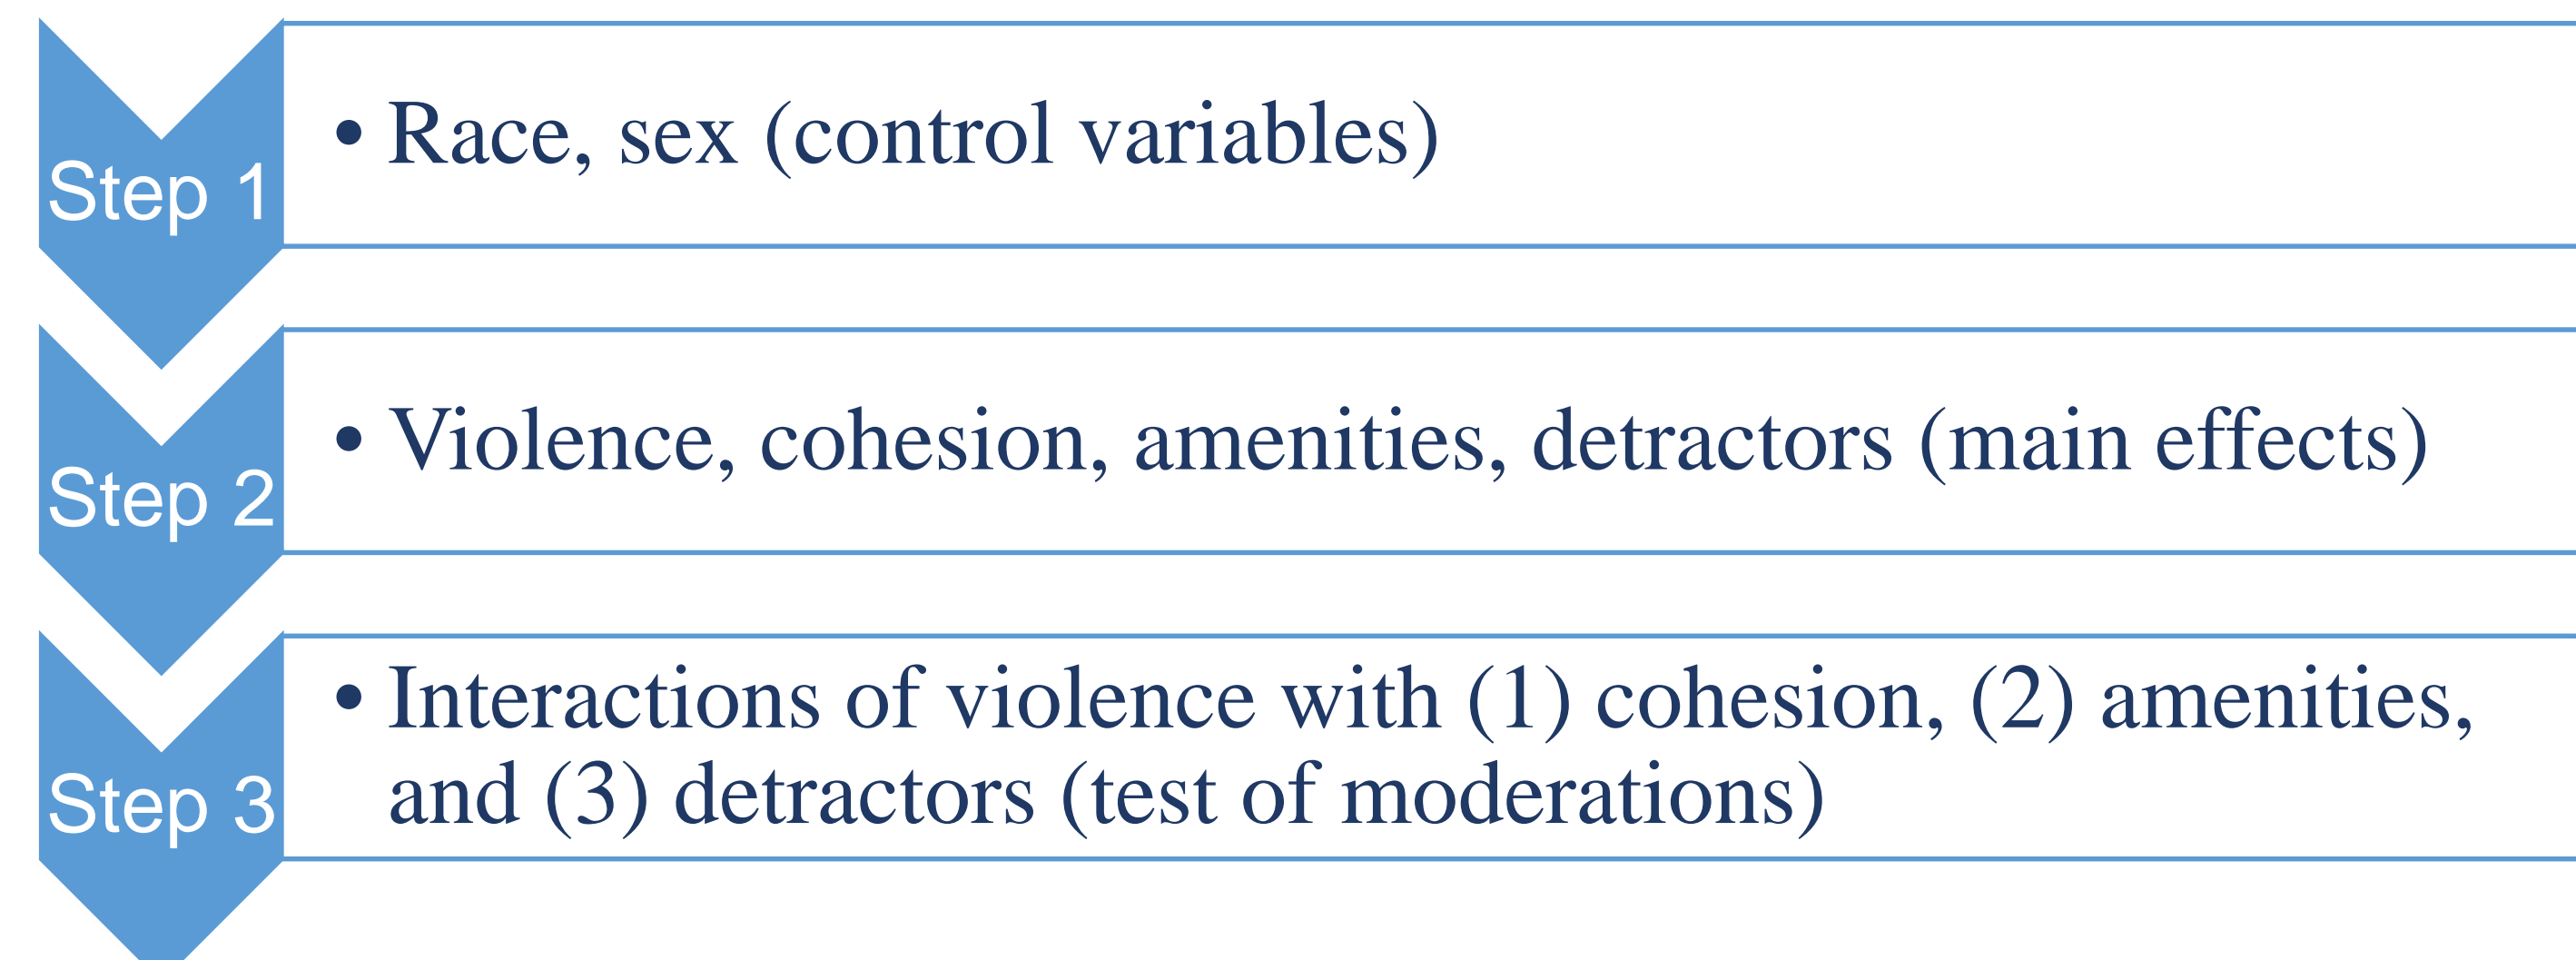 Step 1
• Race, sex (control variables)
Step 2
• Violence, cohesion, amenities, detractors (main effects)
Step 3
• Interactions of violence with (1) cohesion, (2) amenities,
and (3) detractors (test of moderations)